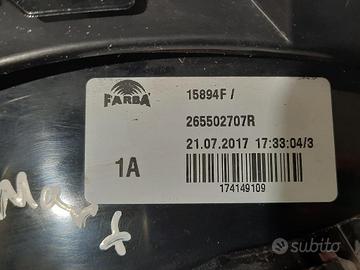 FARBA
15894F /
265502707R
1A
21.07.2017 17:33:04/3
174149109
subito